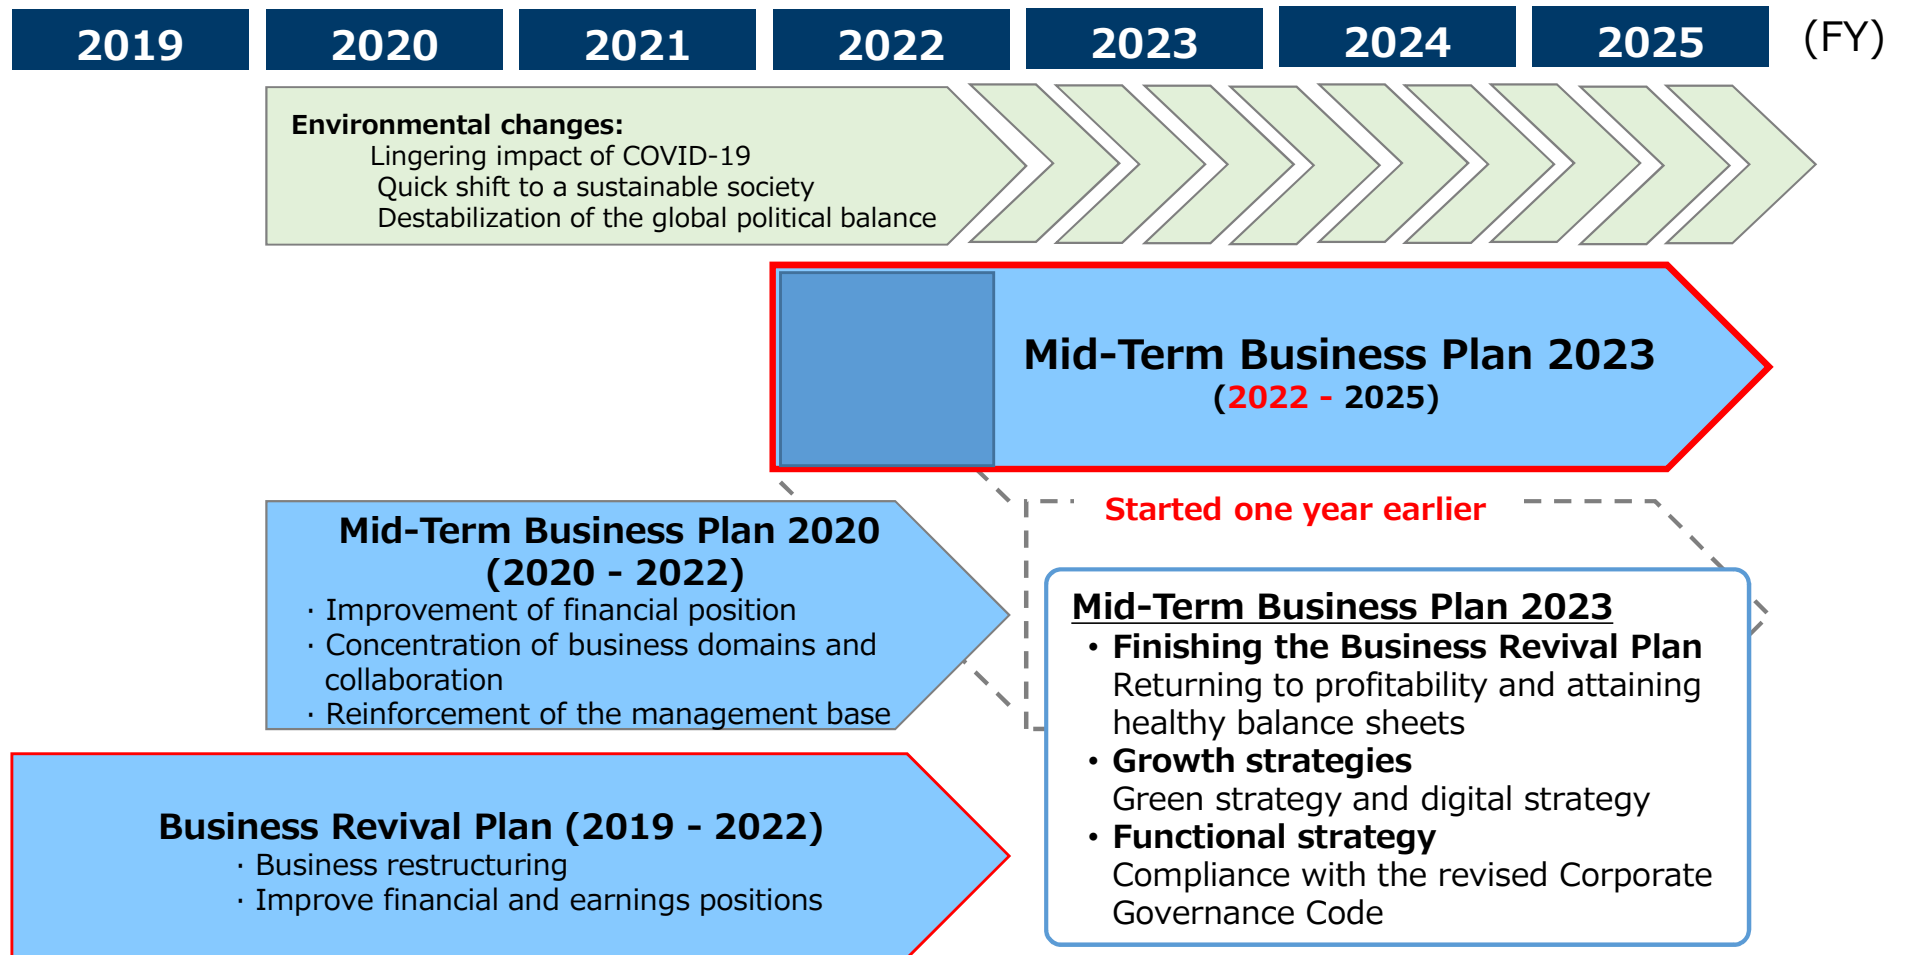 2019 2020 2021 2022 2023 2024 2025 (FY)
Environmental changes:
Lingering impact of COVID-19
Quick shift to a sustainable society
Destabilization of the global political balance
Mid-Term Business Plan 2023
(2022 - 2025)
Started one year earlier
Mid-Term Business Plan 2020
(2020 - 2022)
· Improvement of financial position
· Concentration of business domains and
collaboration
· Reinforcement of the management base
Mid-Term Business Plan 2023
• Finishing the Business Revival Plan
Returning to profitability and attaining
healthy balance sheets
• Growth strategies
Green strategy and digital strategy
• Functional strategy
Compliance with the revised Corporate
Governance Code
Business Revival Plan (2019 - 2022)
· Business restructuring
· Improve financial and earnings positions